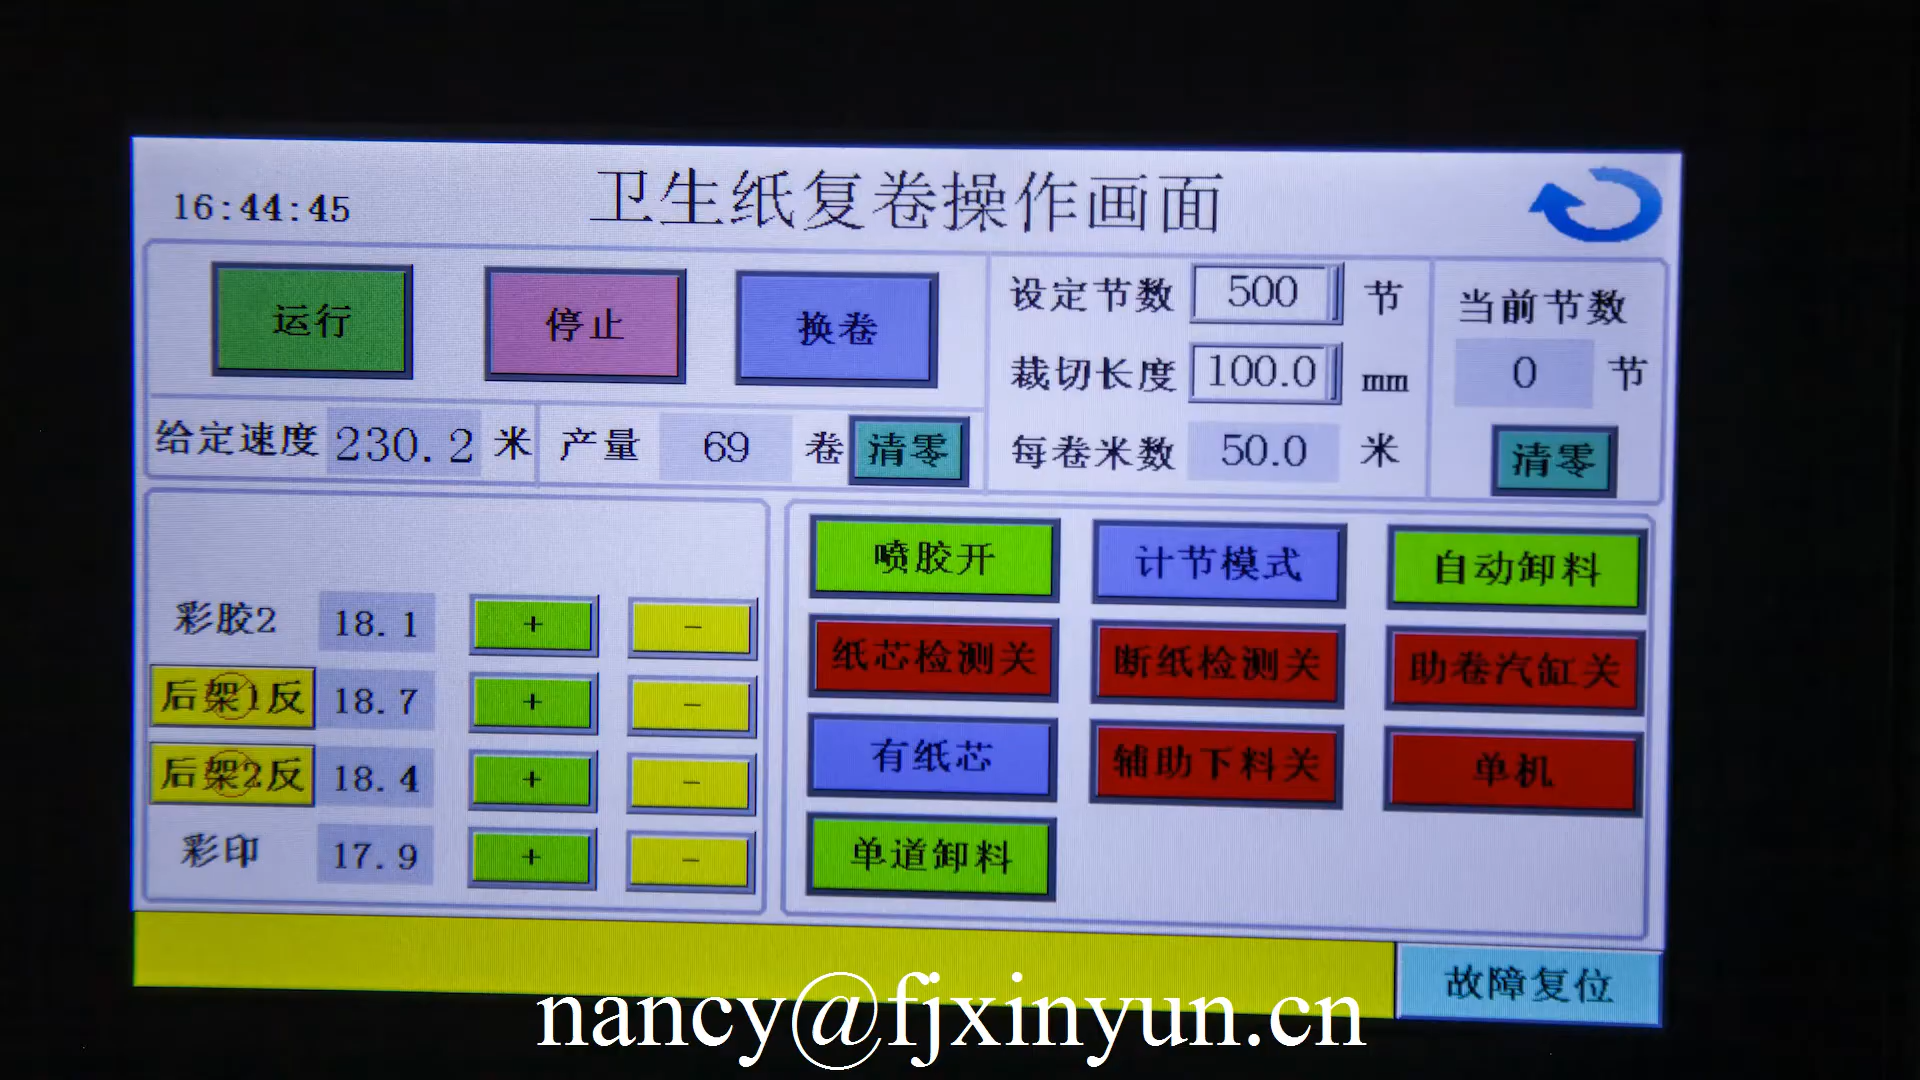 16:44:45
卫生纸复卷操作画面
运行
停止
换卷
设定节数 500 节
当前节数
裁切长度 100.0 mm
0 节
给定速度 230.2 米
产量 69 卷 清零
每卷米数 50.0 米
清零
喷胶开
计节模式
自动卸料
彩胶2 18.1 + -
纸芯检测关
断纸检测关
助卷汽缸关
后架1反 18.7 + -
后架2反 18.4 + -
有纸芯
辅助下料关
单机
彩印 17.9 + -
单道卸料
故障复位
nancy@fjxinyun.cn